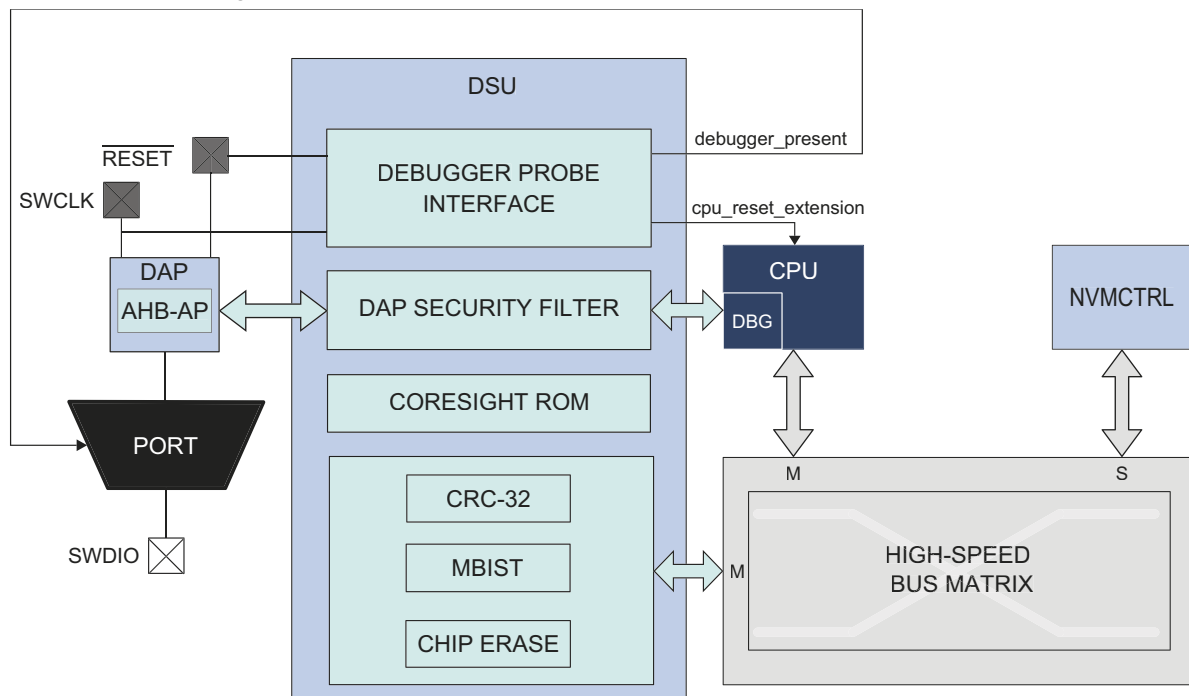 DSU
debugger_present
RESET
DEBUGGER PROBE
INTERFACE
SWCLK
cpu_reset_extension
DAP
AHB-AP
DAP SECURITY FILTER
CPU
DBG
NVMCTRL
CORESIGHT ROM
PORT
M
S
CRC-32
SWDIO
MBIST
M
HIGH-SPEED
BUS MATRIX
CHIP ERASE